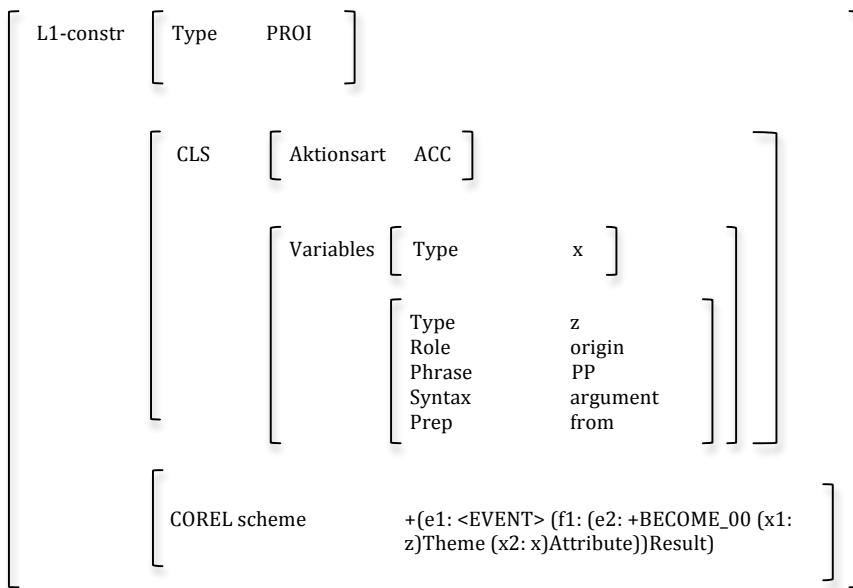 L1-constr Type PROI
CLS Aktionsart ACC
Variables Type x
Type z
Role origin
Phrase PP
Syntax argument
Prep from
COREL scheme +(e1: <EVENT> (f1: (e2: +BECOME_00 (x1:
z)Theme (x2: x)Attribute))Result)